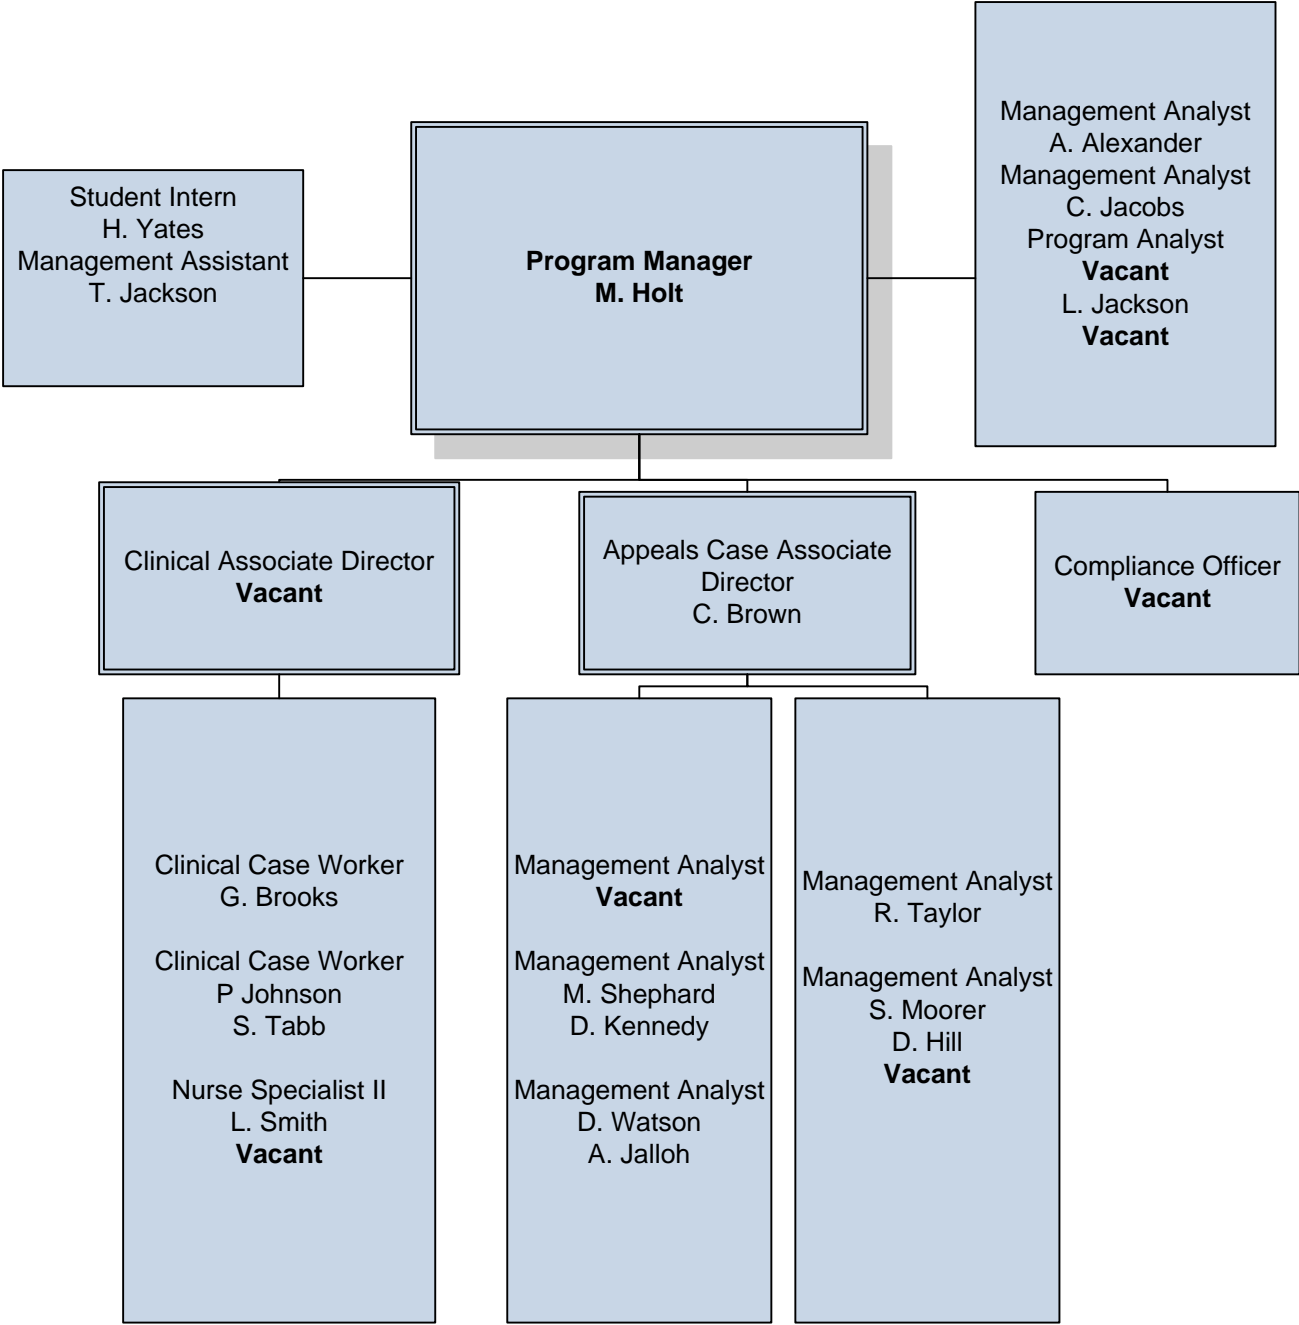 Management Analyst
A. Alexander
Management Analyst
C. Jacobs
Program Analyst
Vacant
L. Jackson
Vacant
Student Intern
H. Yates
Management Assistant
T. Jackson
Program Manager
M. Holt
Clinical Associate Director
Vacant
Appeals Case Associate
Director
C. Brown
Compliance Officer
Vacant
Clinical Case Worker
G. Brooks
Clinical Case Worker
P Johnson
S. Tabb
Nurse Specialist II
L. Smith
Vacant
Management Analyst
Vacant
Management Analyst
M. Shephard
D. Kennedy
Management Analyst
D. Watson
A. Jalloh
Management Analyst
R. Taylor
Management Analyst
S. Moorer
D. Hill
Vacant